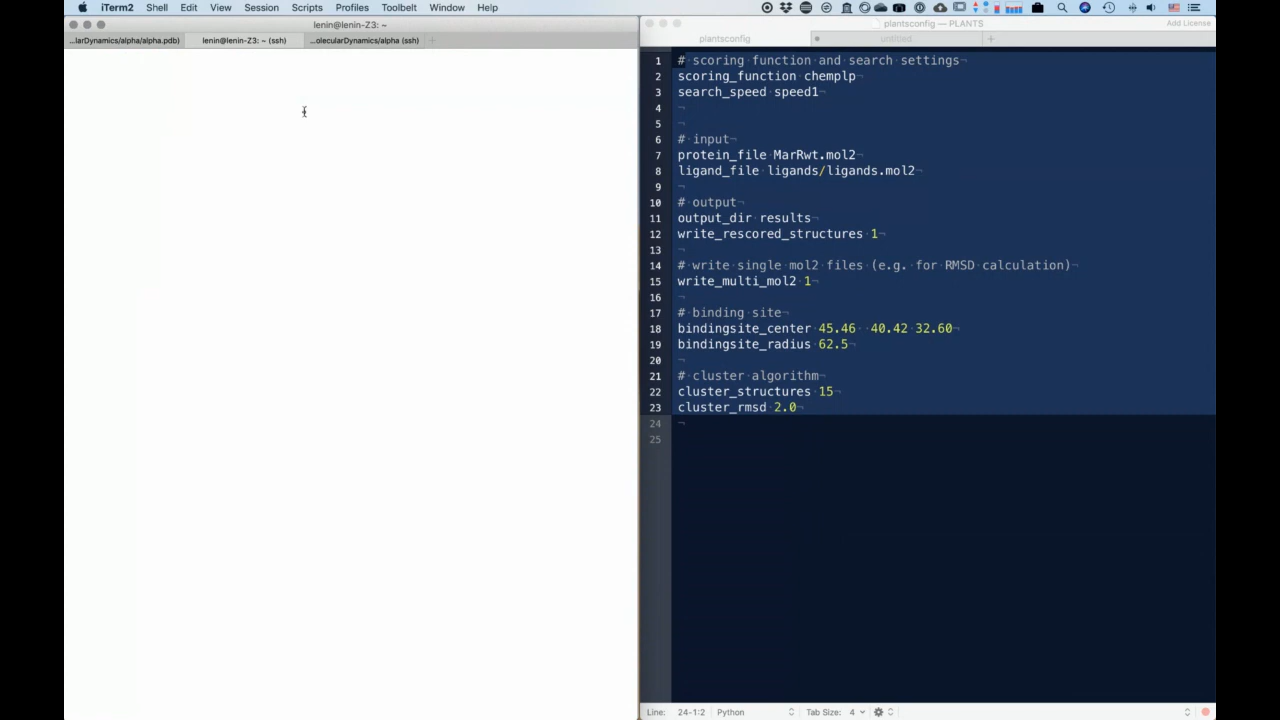 iTerm2 Shell Edit View Session Scripts Profiles Toolbelt Window Help
lenin@lenin-Z3: ~
...larDynamics/alpha/alpha.pdb)
lenin@lenin-Z3: ~ (ssh)
...olecularDynamics/alpha (ssh)
plantsconfig — PLANTS
Add License
plantsconfig
untitled
1 # scoring function and search settings
2 scoring_function chemplp
3 search_speed speed1
4
5
6 # input
7 protein_file MarRwt.mol2
8 ligand_file ligands/ligands.mol2
9
10 # output
11 output_dir results
12 write_rescored_structures 1
13
14 # write single mol2 files (e.g. for RMSD calculation)
15 write_multi_mol2 1
16
17 # binding site
18 bindingsite_center 45.46  40.42 32.60
19 bindingsite_radius 62.5
20
21 # cluster algorithm
22 cluster_structures 15
23 cluster_rmsd 2.0
24
25
Line: 24-1:2 Python Tab Size: 4